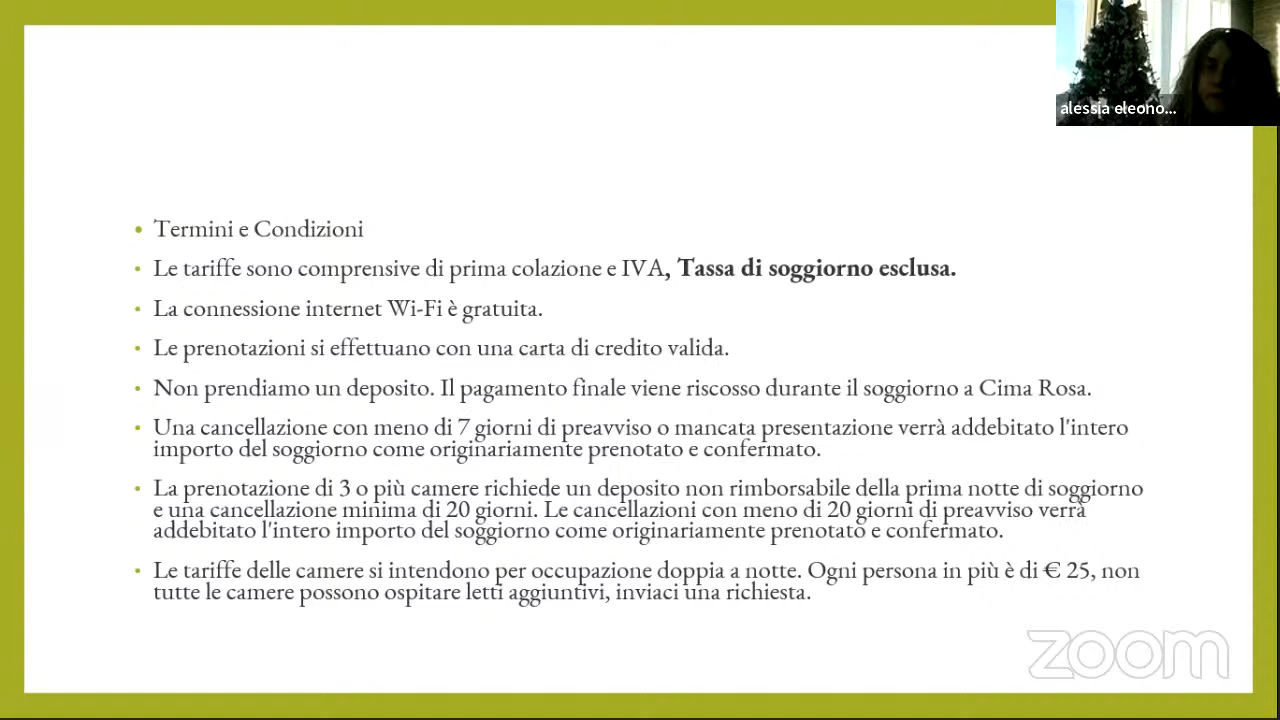 alessia eleono...
Termini e Condizioni
Le tariffe sono comprensive di prima colazione e IVA, Tassa di soggiorno esclusa.
La connessione internet Wi-Fi è gratuita.
Le prenotazioni si effettuano con una carta di credito valida.
Non prendiamo un deposito. Il pagamento finale viene riscosso durante il soggiorno a Cima Rosa.
Una cancellazione con meno di 7 giorni di preavviso o mancata presentazione verrà addebitato l'intero
importo del soggiorno come originariamente prenotato e confermato.
La prenotazione di 3 o più camere richiede un deposito non rimborsabile della prima notte di soggiorno
e una cancellazione minima di 20 giorni. Le cancellazioni con meno di 20 giorni di preavviso verrà
addebitato l'intero importo del soggiorno come originariamente prenotato e confermato.
Le tariffe delle camere si intendono per occupazione doppia a notte. Ogni persona in più è di € 25, non
tutte le camere possono ospitare letti aggiuntivi, inviaci una richiesta.
zoom